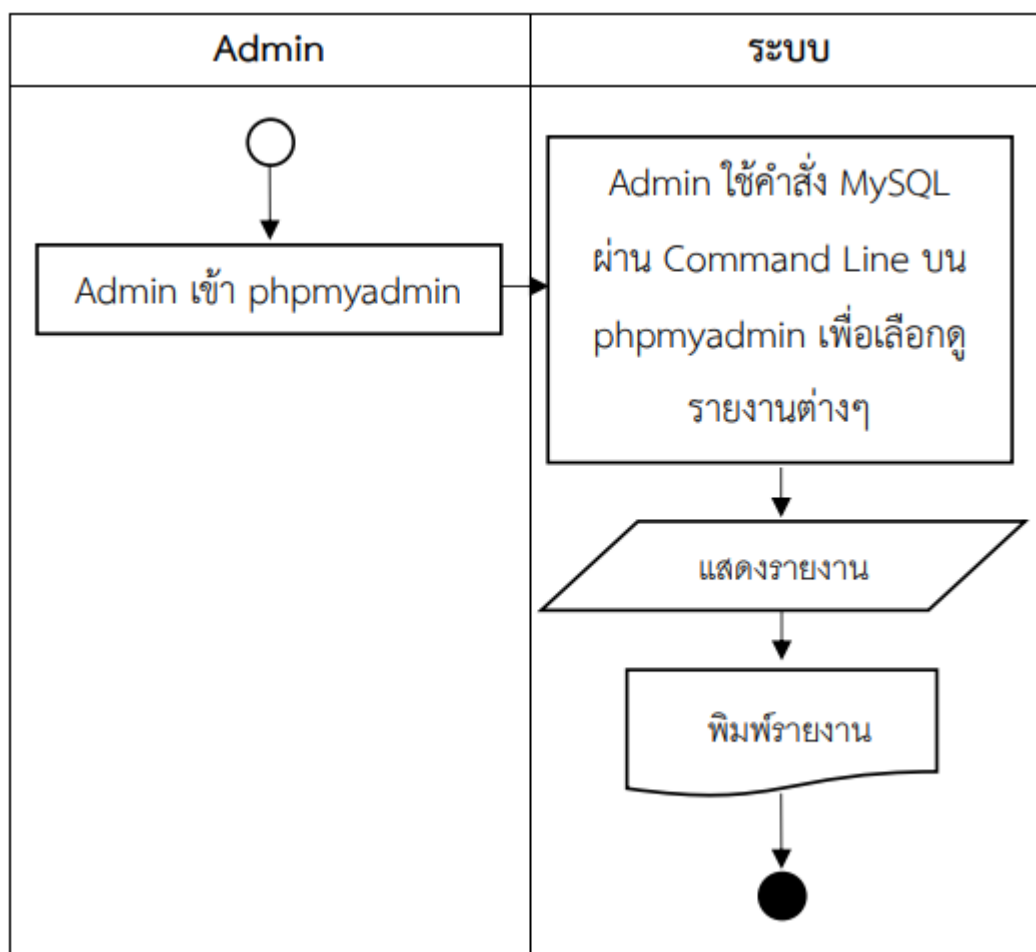 Admin
ระบบ
Admin เข้า phpmyadmin
Admin ใช้คำสั่ง MySQL
ผ่าน Command Line บน
phpmyadmin เพื่อเลือกดู
รายงานต่างๆ
แสดงรายงาน
พิมพ์รายงาน